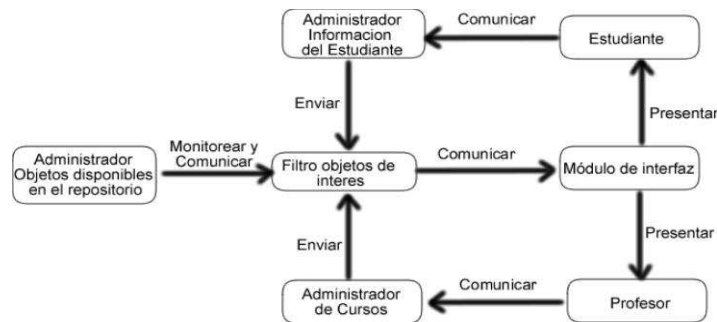 Administrador
Informacion
del Estudiante
Comunicar
Estudiante
Enviar
Presentar
Monitorear y
Comunicar
Administrador
Objetos disponibles
en el repositorio
Filtro objetos de
interes
Comunicar
Módulo de interfaz
Enviar
Presentar
Administrador
de Cursos
Comunicar
Profesor